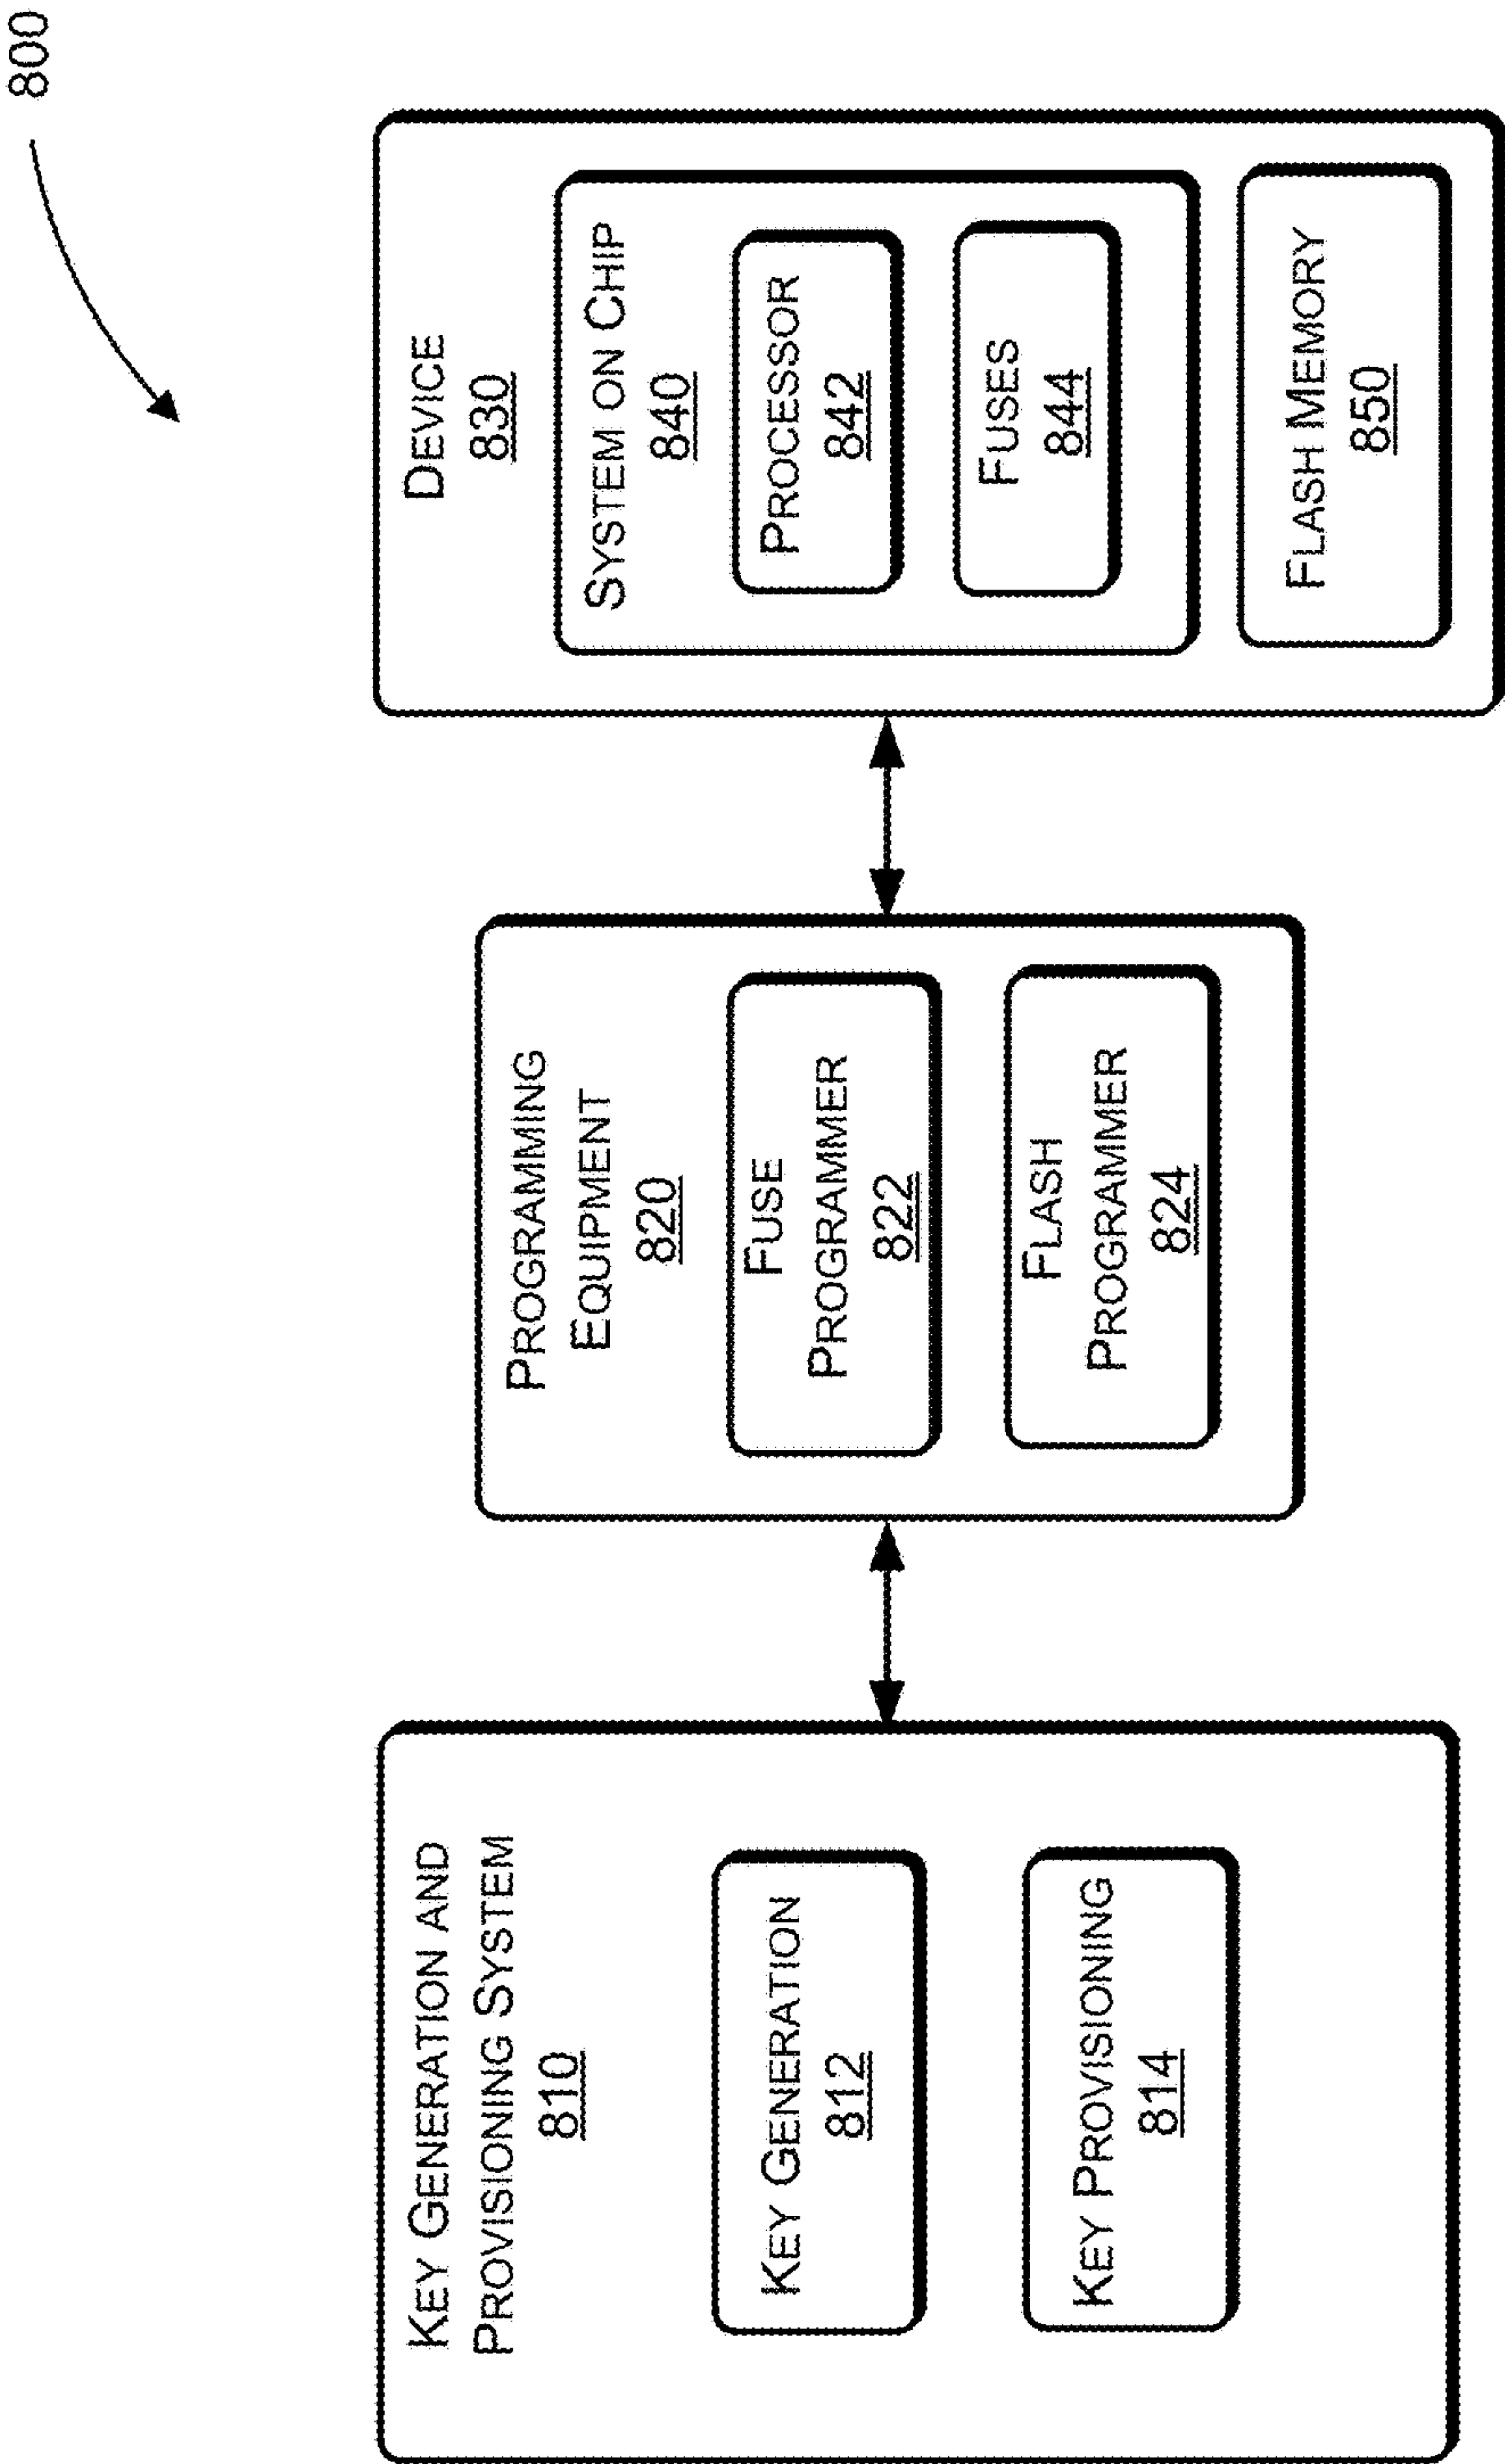 800
KEY GENERATION AND
PROVISIONING SYSTEM
810
KEY GENERATION
812
KEY PROVISIONING
814
PROGRAMMING
EQUIPMENT
820
FUSE
PROGRAMMER
822
FLASH
PROGRAMMER
824
DEVICE
830
SYSTEM ON CHIP
840
PROCESSOR
842
FUSES
844
FLASH MEMORY
850